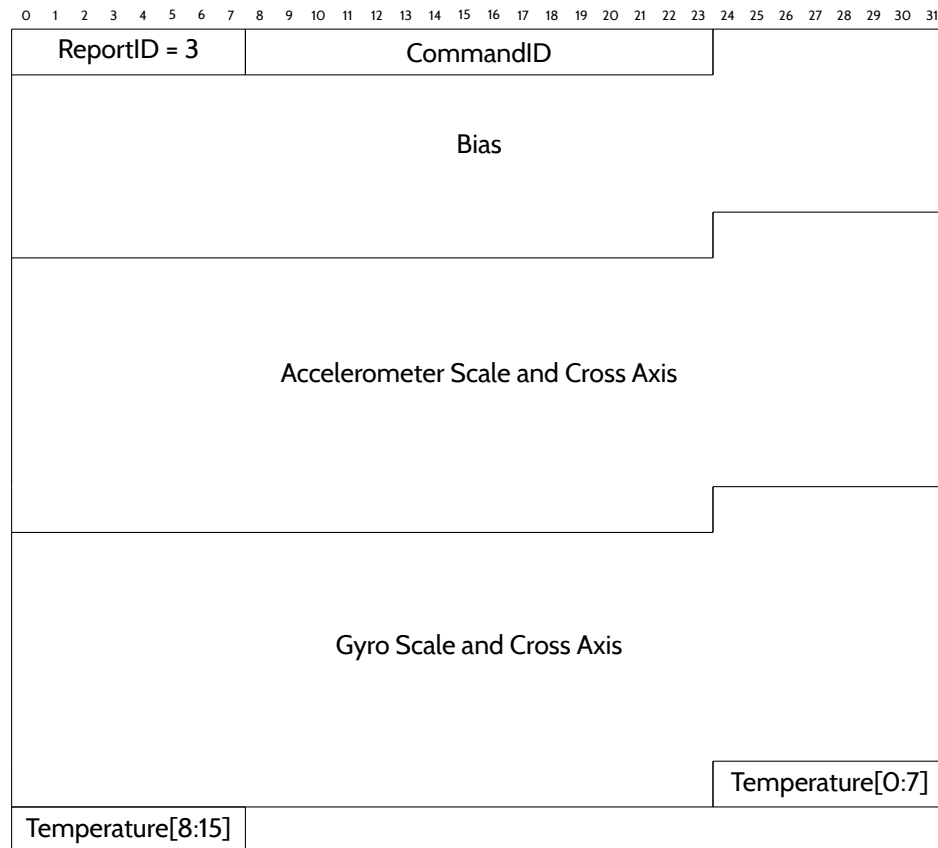 0 1 2 3 4 5 6 7 8 9 10 11 12 13 14 15 16 17 18 19 20 21 22 23 24 25 26 27 28 29 30 31
ReportID = 3 CommandID
Bias
Accelerometer Scale and Cross Axis
Gyro Scale and Cross Axis
Temperature[0:7]
Temperature[8:15]